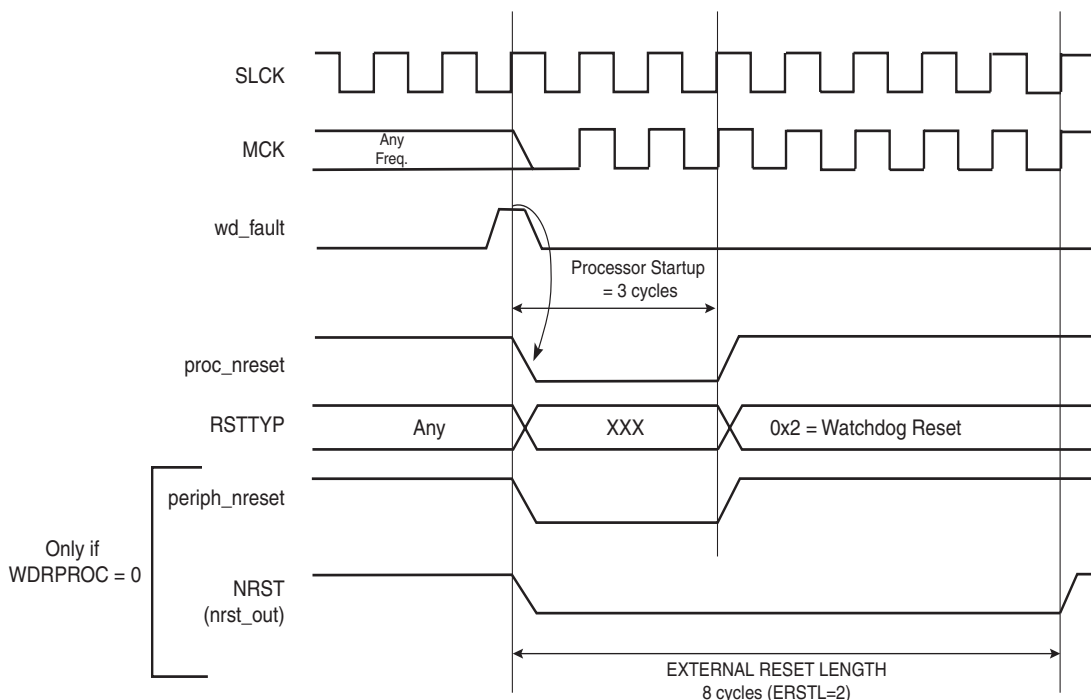 SLCK
MCK
Any
Freq.
wd_fault
Processor Startup
= 3 cycles
proc_nreset
RSTTYP
Any
XXX
0x2 = Watchdog Reset
periph_nreset
Only if
WDRPROC = 0
NRST
(nrst_out)
EXTERNAL RESET LENGTH
8 cycles (ERSTL=2)